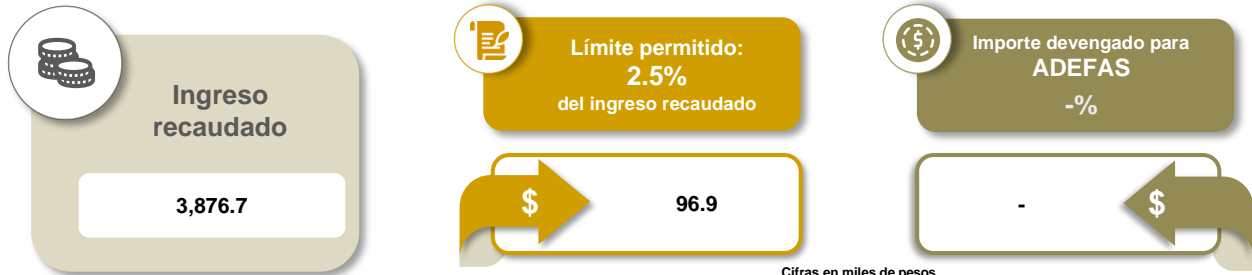 Ingreso
recaudado
3,876.7
Límite permitido:
2.5%
del ingreso recaudado
$
96.9
Importe devengado para
ADEFAS
-%
-
$
Cifras en miles de pesos